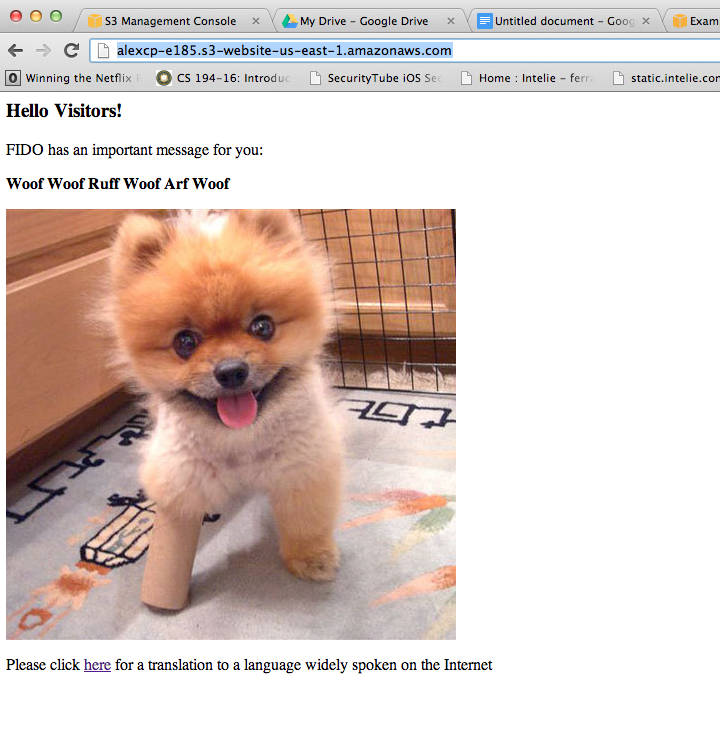 S3 Management Console
My Drive – Google Drive
Untitled document – Goog
Exam
alexcp-e185.s3-website-us-east-1.amazonaws.com
Winning the Netflix
CS 194-16: Introduc
SecurityTube iOS Sec
Home : Intelie – ferra
static.intelie.com
Hello Visitors!
FIDO has an important message for you:
Woof Woof Ruff Woof Arf Woof
Please click here for a translation to a language widely spoken on the Internet